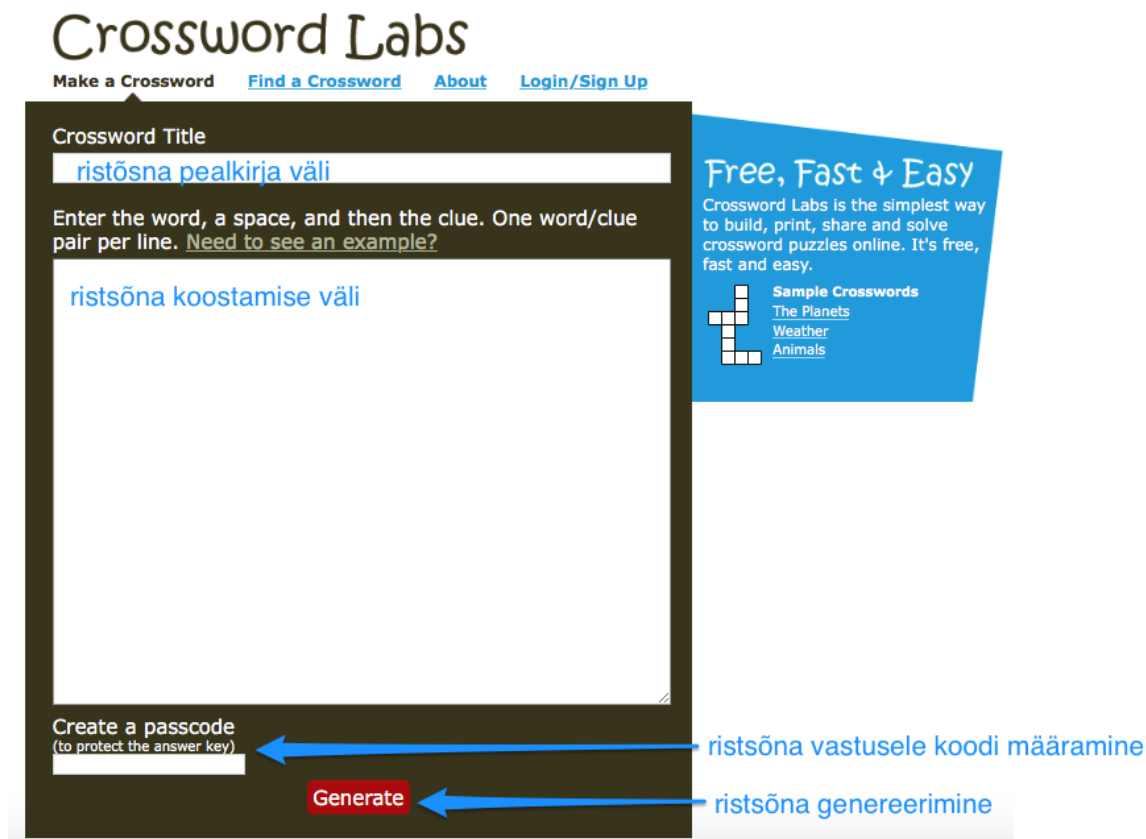 Crossword Labs
Make a Crossword Find a Crossword About Login/Sign Up
Crossword Title
ristõsna pealkirja väli
Enter the word, a space, and then the clue. One word/clue
pair per line. Need to see an example?
ristsõna koostamise väli
Free, Fast & Easy
Crossword Labs is the simplest way
to build, print, share and solve
crossword puzzles online. It's free,
fast and easy.
Sample Crosswords
The Planets
Weather
Animals
Create a passcode
(to protect the answer key)
ristsõna vastusele koodi määramine
Generate
ristsõna genereerimine